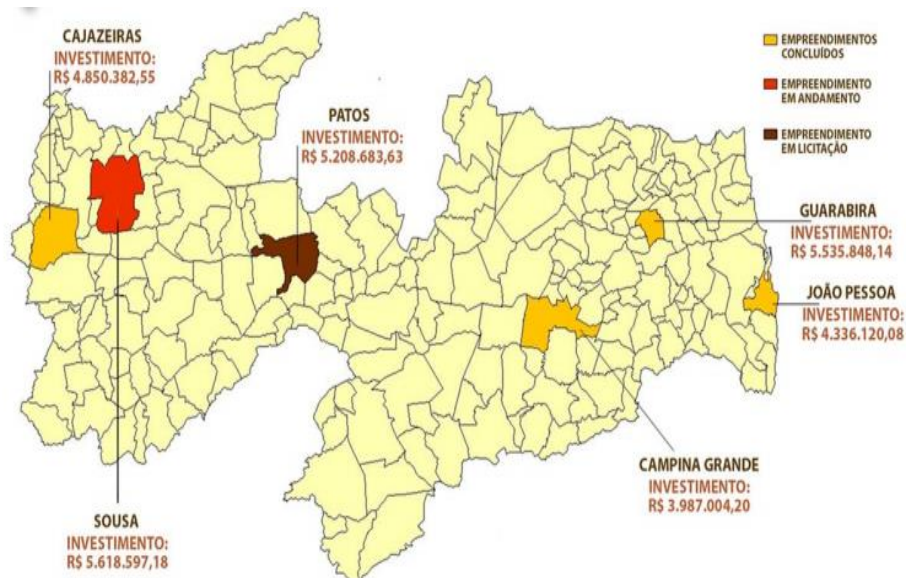 CAJAZEIRAS
INVESTIMENTO:
R$ 4.850.382,55
PATOS
INVESTIMENTO:
R$ 5.208.683,63
EMPREENDIMENTOS
CONCLUÍDOS
EMPREENDIMENTO
EM ANDAMENTO
EMPREENDIMENTO
EM LICITAÇÃO
GUARABIRA
INVESTIMENTO:
R$ 5.535.848,14
JOÃO PESSOA
INVESTIMENTO:
R$ 4.336.120,08
CAMPINA GRANDE
INVESTIMENTO:
R$ 3.987.004,20
SOUSA
INVESTIMENTO:
R$ 5.618.597,18